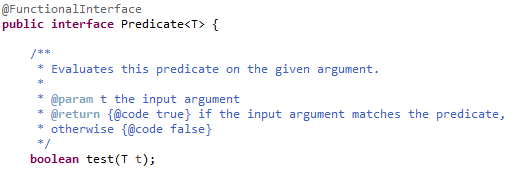 @FunctionalInterface
public interface Predicate<T> {
/**
* Evaluates this predicate on the given argument.
*
* @param t the input argument
* @return {@code true} if the input argument matches the predicate,
* otherwise {@code false}
*/
boolean test(T t);